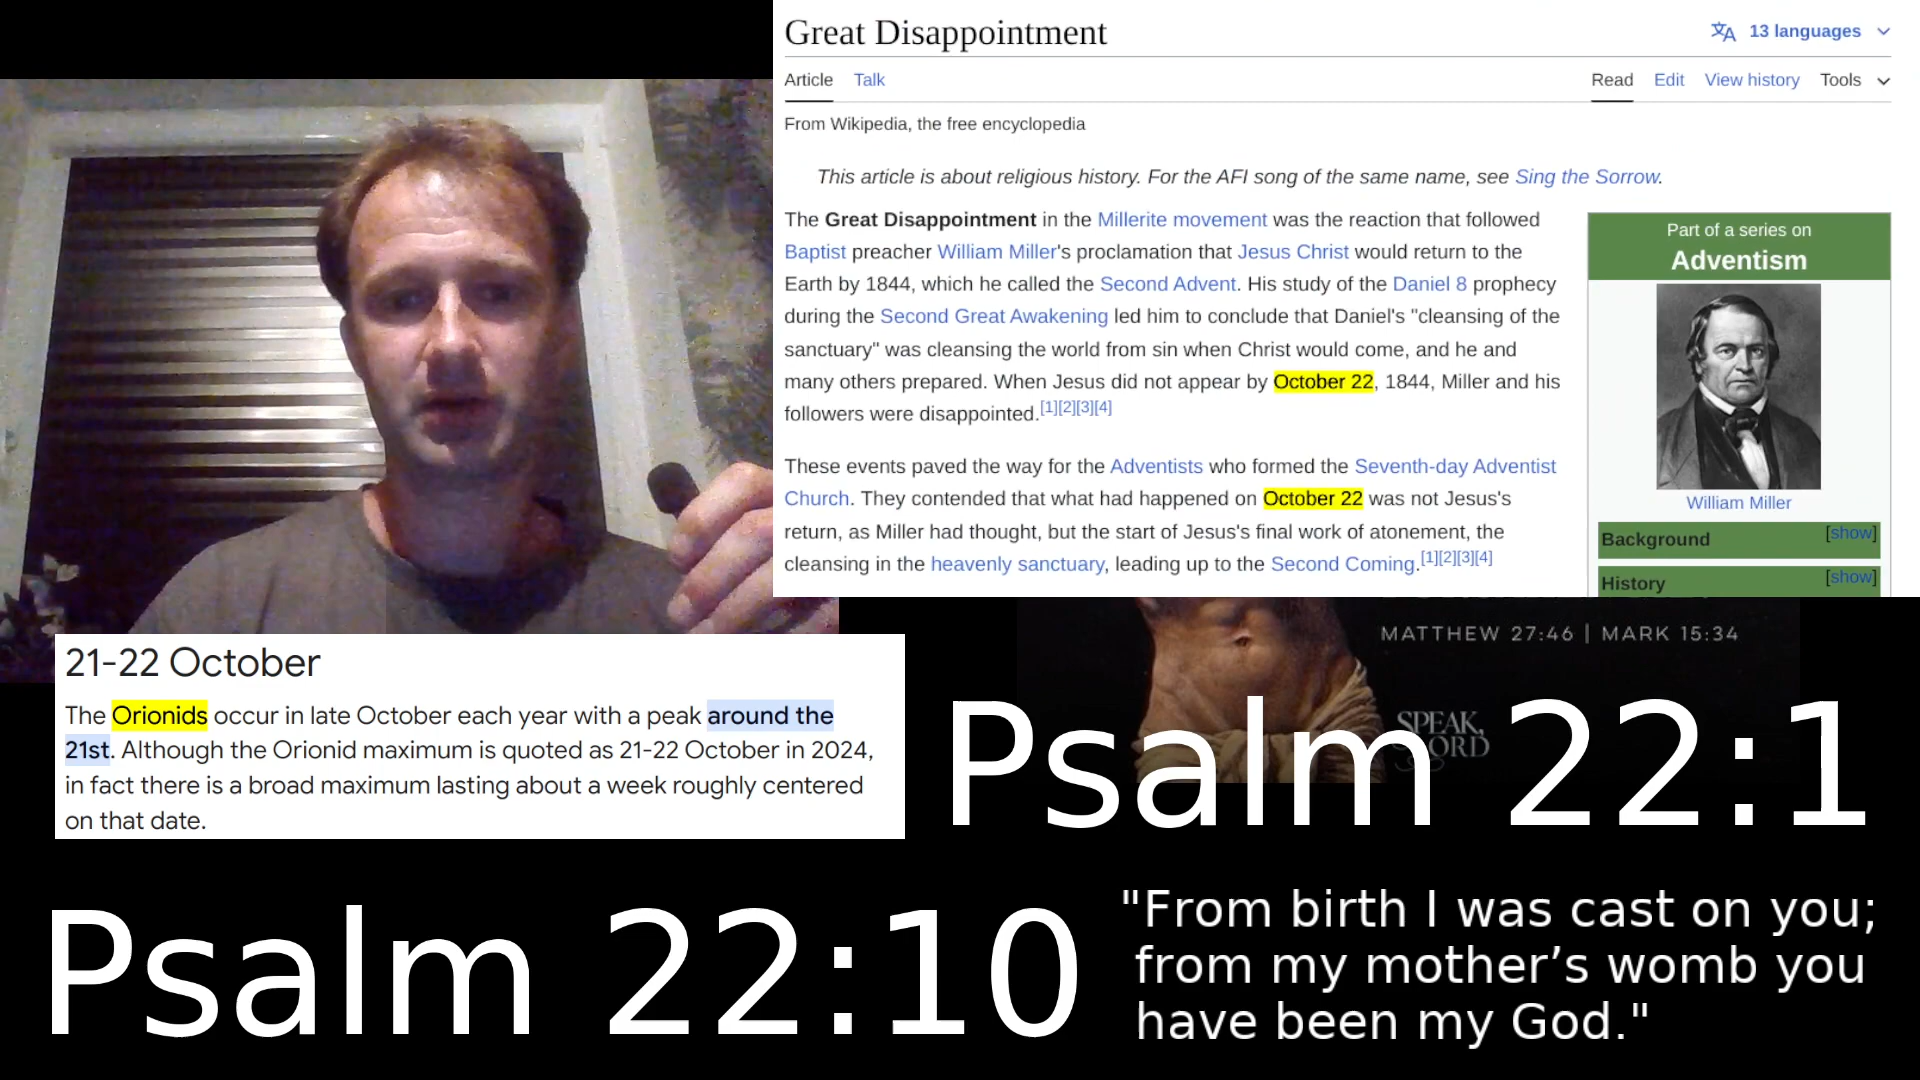 Great Disappointment
13 languages
Article Talk
Read Edit View history Tools
From Wikipedia, the free encyclopedia
This article is about religious history. For the AFI song of the same name, see Sing the Sorrow.
The Great Disappointment in the Millerite movement was the reaction that followed
Baptist preacher William Miller's proclamation that Jesus Christ would return to the
Earth by 1844, which he called the Second Advent. His study of the Daniel 8 prophecy
during the Second Great Awakening led him to conclude that Daniel's "cleansing of the
sanctuary" was cleansing the world from sin when Christ would come, and he and
many others prepared. When Jesus did not appear by October 22, 1844, Miller and his
followers were disappointed.[1][2][3][4]
These events paved the way for the Adventists who formed the Seventh-day Adventist
Church. They contended that what had happened on October 22 was not Jesus's
return, as Miller had thought, but the start of Jesus's final work of atonement, the
cleansing in the heavenly sanctuary, leading up to the Second Coming.[1][2][3][4]
Part of a series on
Adventism
William Miller
Background [show]
History [show]
21-22 October
The Orionids occur in late October each year with a peak around the
21st. Although the Orionid maximum is quoted as 21-22 October in 2024,
in fact there is a broad maximum lasting about a week roughly centered
on that date.
MATTHEW 27:46 | MARK 15:34
SPEAK,
Psalm 22:1
Psalm 22:10
"From birth I was cast on you;
from my mother’s womb you
have been my God."